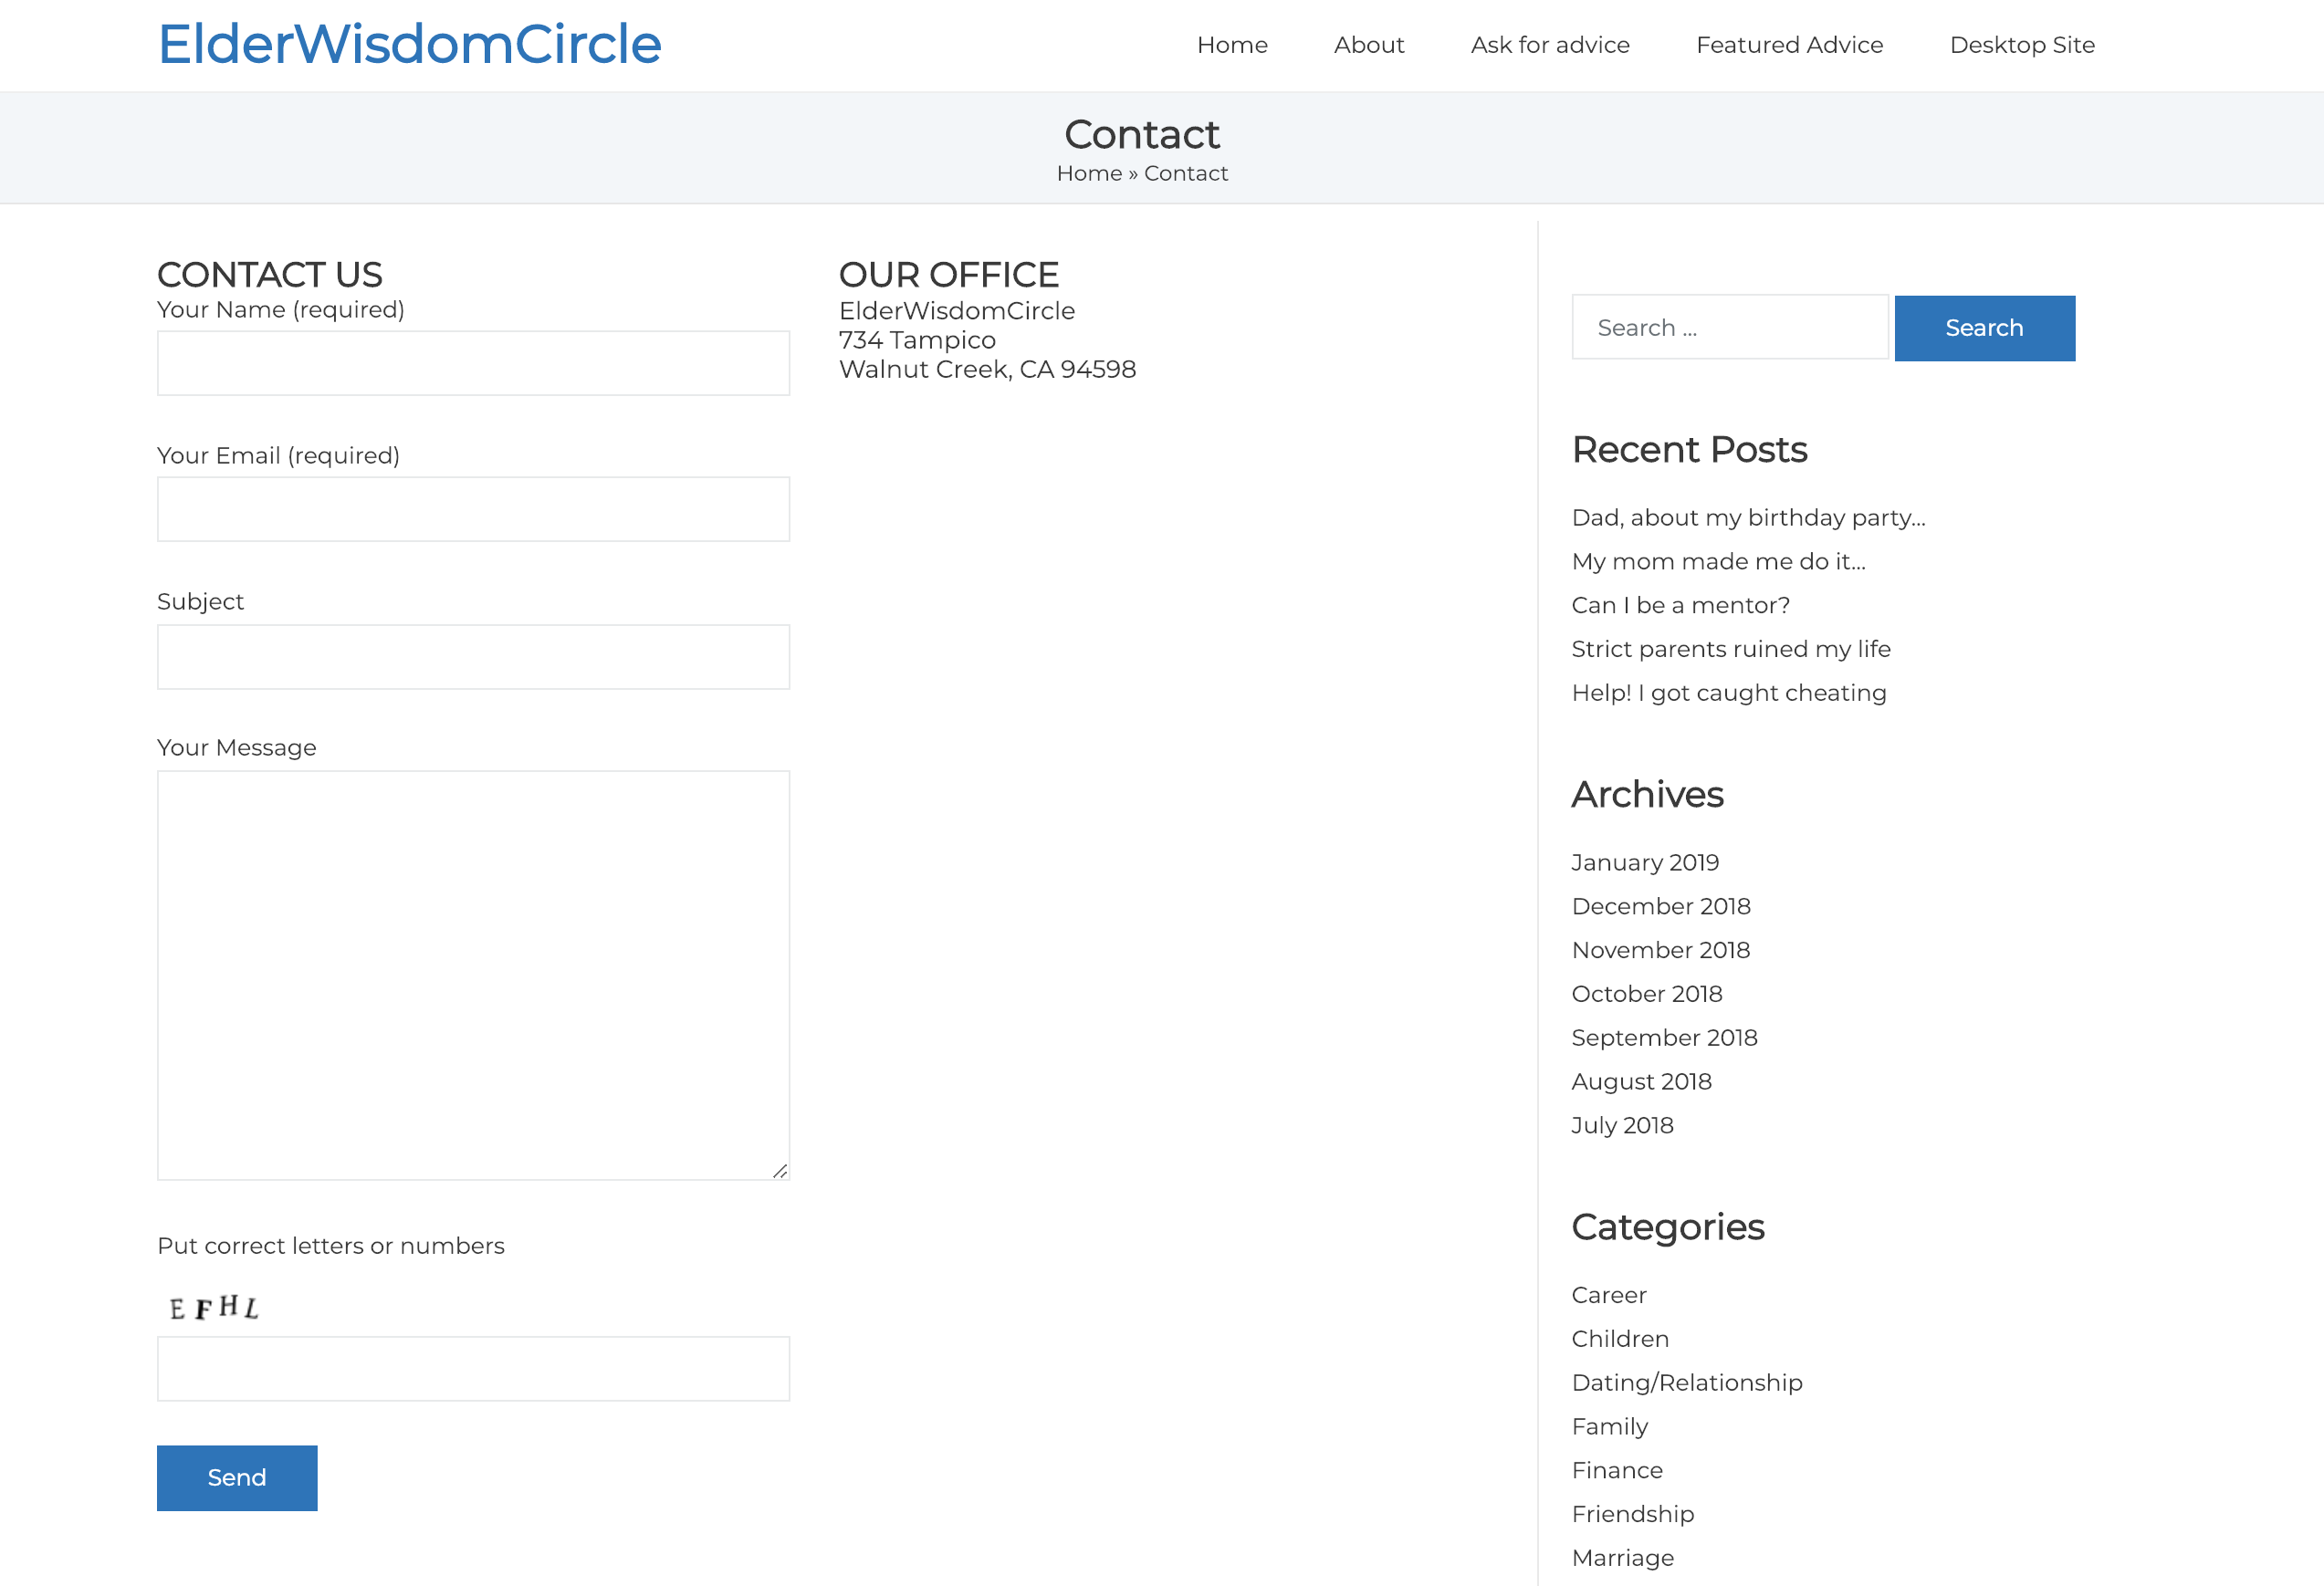 ElderWisdomCircle
Home About Ask for advice Featured Advice Desktop Site
Contact
Home » Contact
CONTACT US
Your Name (required)
Your Email (required)
Subject
Your Message
Put correct letters or numbers
E F H L
Send
OUR OFFICE
ElderWisdomCircle
734 Tampico
Walnut Creek, CA 94598
Search ... Search
Recent Posts
Dad, about my birthday party...
My mom made me do it...
Can I be a mentor?
Strict parents ruined my life
Help! I got caught cheating
Archives
January 2019
December 2018
November 2018
October 2018
September 2018
August 2018
July 2018
Categories
Career
Children
Dating/Relationship
Family
Finance
Friendship
Marriage